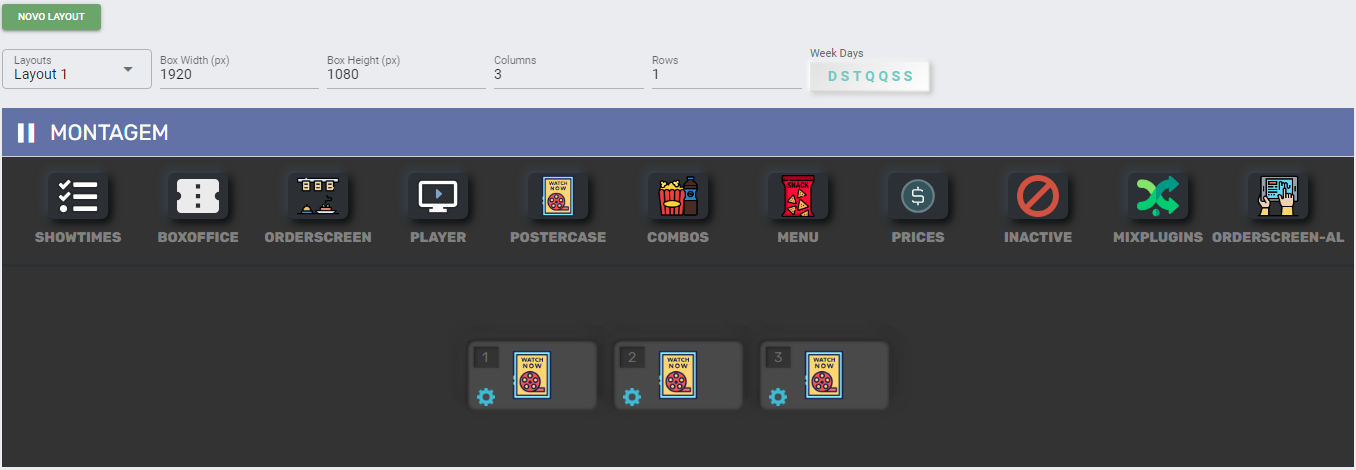 NOVO LAYOUT
Layouts
Layout 1
Box Width (px)
1920
Box Height (px)
1080
Columns
3
Rows
1
Week Days
D S T Q Q S S
MONTAGEM
WATCH NOW
SNACK
$
SHOWTIMES
BOXOFFICE
ORDERSCREEN
PLAYER
POSTERCASE
COMBOS
MENU
PRICES
INACTIVE
MIXPLUGINS
ORDERSCREEN-AL
1
WATCH
NOW
2
WATCH
NOW
3
WATCH
NOW